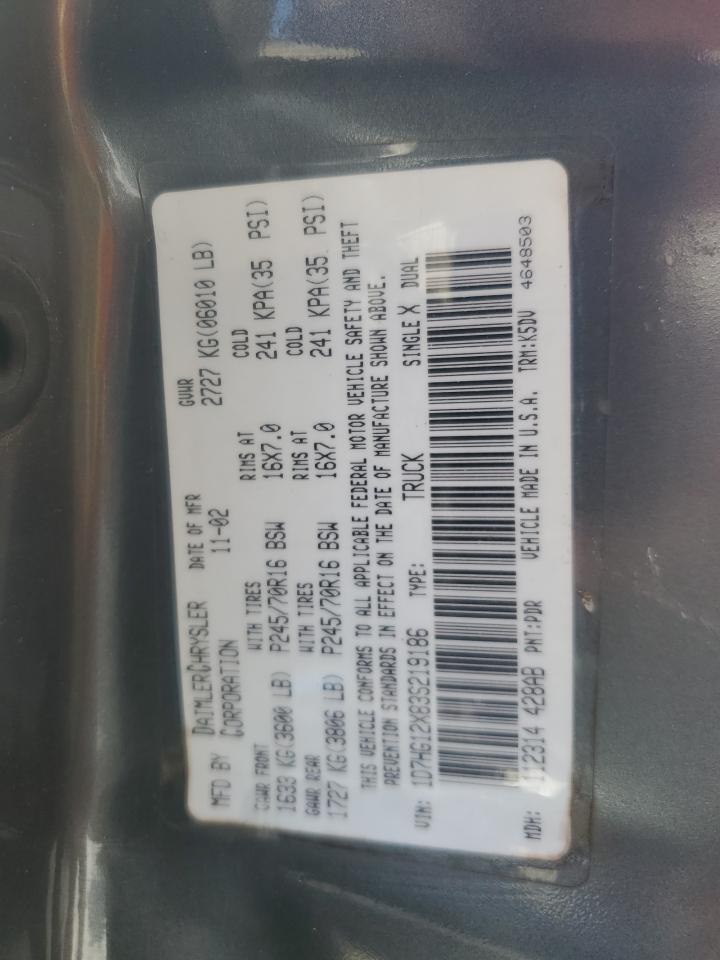 MFD BY DAIMLERCHRYSLER CORPORATION DATE OF MFR 11-02 GVWR 2727 KG(06010 LB)
GAWR FRONT WITH TIRES RIMS AT COLD
1633 KG(3600 LB) P245/70R16 BSW 16X7.0 241 KPA(35 PSI)
GAWR REAR WITH TIRES RIMS AT COLD
1727 KG(3806 LB) P245/70R16 BSW 16X7.0 241 KPA(35 PSI)
THIS VEHICLE CONFORMS TO ALL APPLICABLE FEDERAL MOTOR VEHICLE SAFETY AND THEFT
PREVENTION STANDARDS IN EFFECT ON THE DATE OF MANUFACTURE SHOWN ABOVE.
VIN: 1D7HG12X83S219186 TYPE: TRUCK SINGLE X DUAL
MDH: 112314 428AB PNT:PDR VEHICLE MADE IN U.S.A. TRM:K5DV 4648503